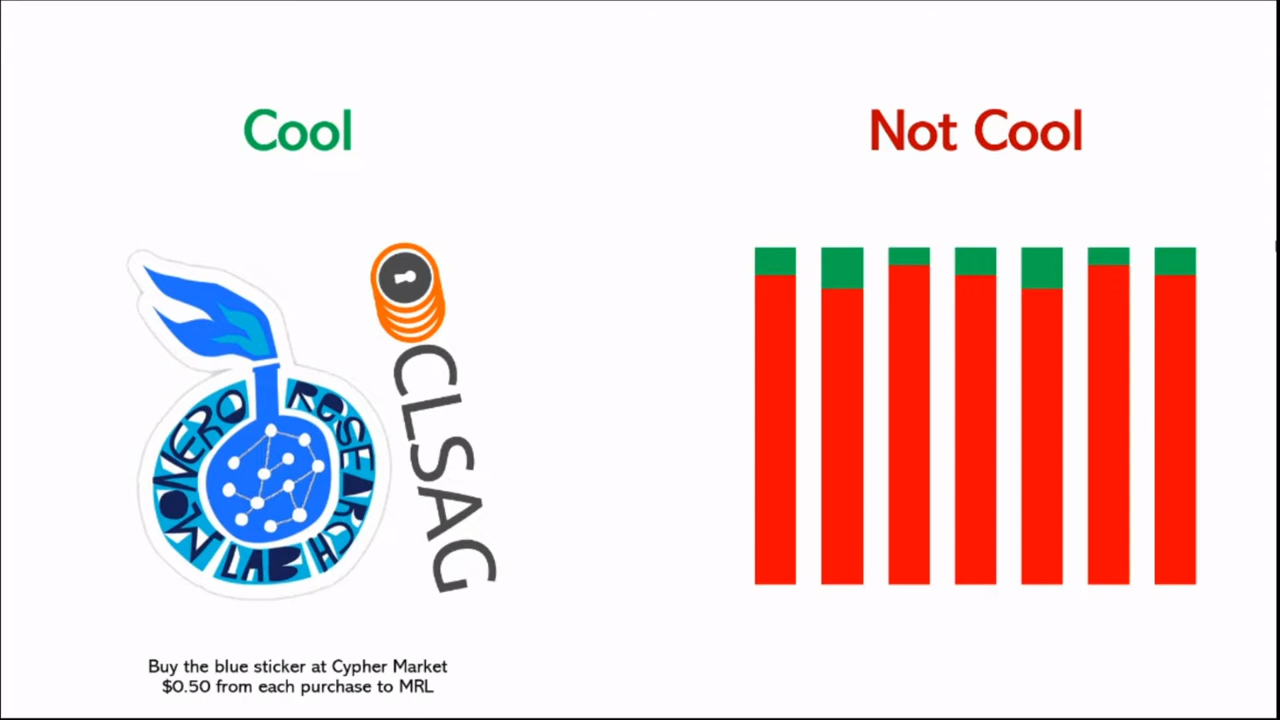 Cool
Not Cool
MONERO RESEARCH LAB
CLSAG
Buy the blue sticker at Cypher Market
$0.50 from each purchase to MRL